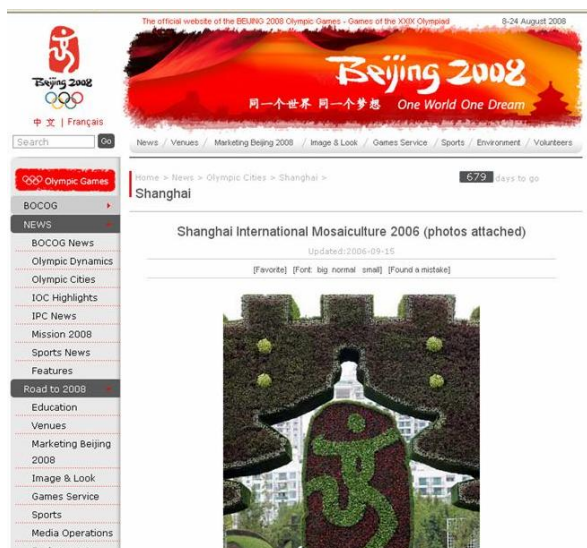 The official website of the BEIJING 2008 Olympic Games - Games of the XXIX Olympiad
8-24 August 2008
Beijing 2008
Beijing 2008
同一个世界 同一个梦想 One World One Dream
中文 | Français
Search
Go
News / Venues / Marketing Beijing 2008 / Image & Look / Games Service / Sports / Environment / Volunteers
Olympic Games
BOCOG
NEWS
BOCOG News
Olympic Dynamics
Olympic Cities
IOC Highlights
IPC News
Mission 2008
Sports News
Features
Road to 2008
Education
Venues
Marketing Beijing
2008
Image & Look
Games Service
Sports
Media Operations
Home > News > Olympic Cities > Shanghai >
679 days to go
Shanghai
Shanghai International Mosaiculture 2006 (photos attached)
Updated:2006-09-15
[Favorite] [Font: big normal small] [Found a mistake]